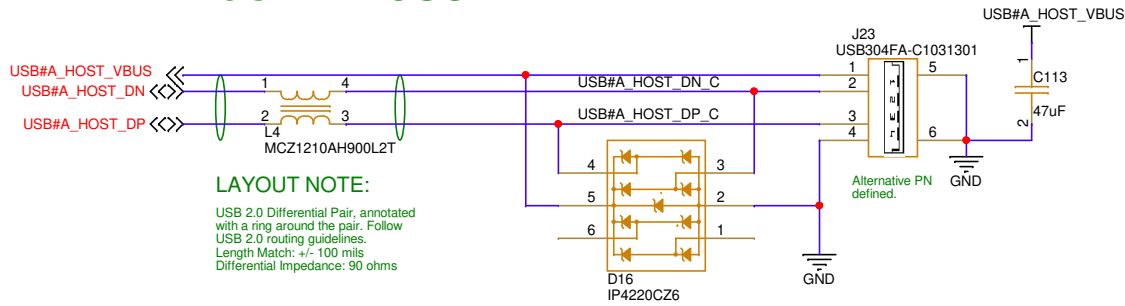 USB#A_HOST_VBUS
J23
USB304FA-C1031301
USB#A_HOST_VBUS
USB#A_HOST_DN
USB#A_HOST_DP
1 4
2 3
L4
MCZ1210AH900L2T
USB#A_HOST_DN_C
USB#A_HOST_DP_C
1 5
2
3
4 6
1
C113
47uF
2
GND
Alternative PN
defined.
LAYOUT NOTE:
USB 2.0 Differential Pair, annotated
with a ring around the pair. Follow
USB 2.0 routing guidelines.
Length Match: +/- 100 mils
Differential Impedance: 90 ohms
4 3
5 2
6 1
D16
IP4220CZ6
GND